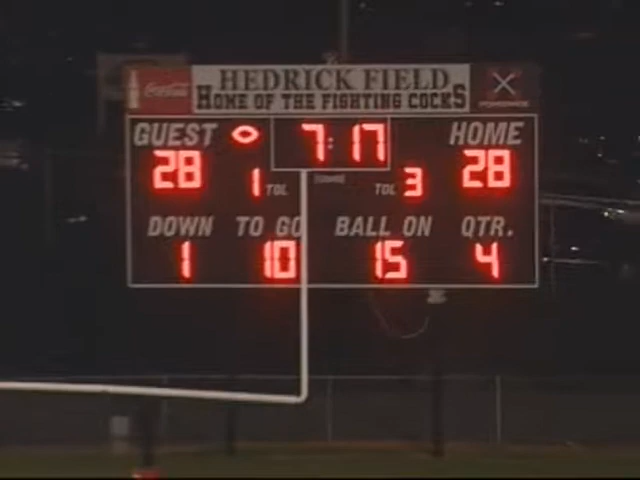 Coca-Cola
HEDRICK FIELD
HOME OF THE FIGHTING COCKS
POWERADE
GUEST
7:17
HOME
28
28
1 TOL
TOL 3
DOWN
TO GO
BALL ON
QTR.
1
10
15
4